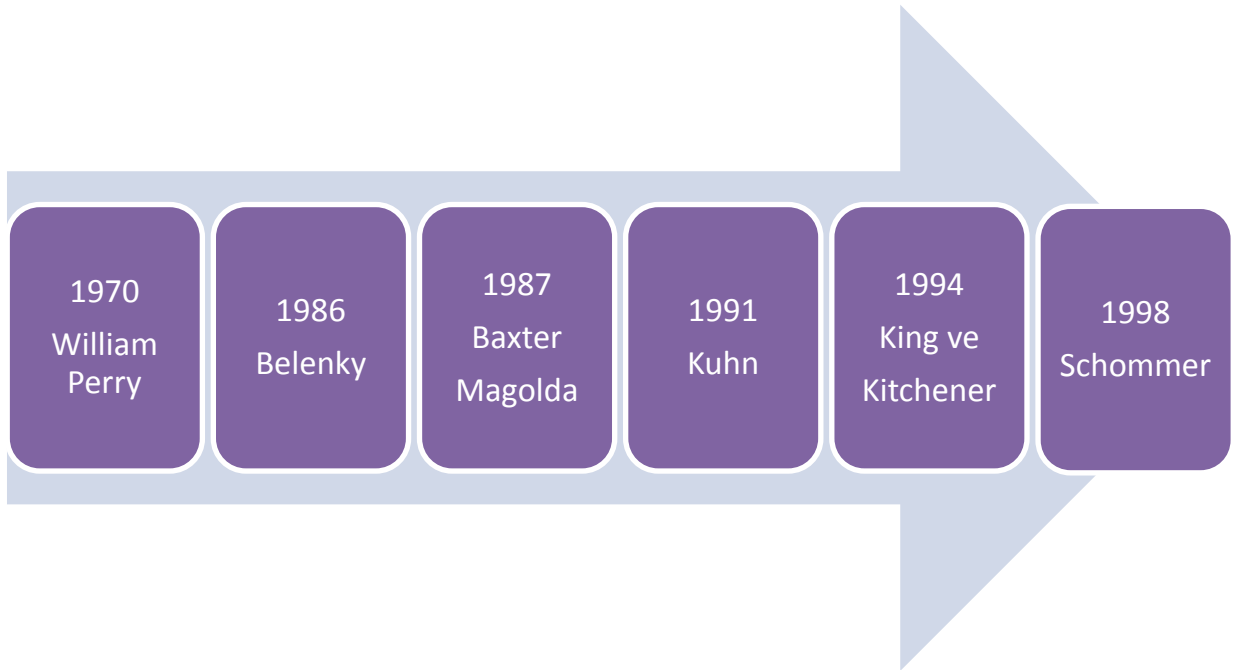 1970
William
Perry
1986
Belenky
1987
Baxter
Magolda
1991
Kuhn
1994
King ve
Kitchener
1998
Schommer